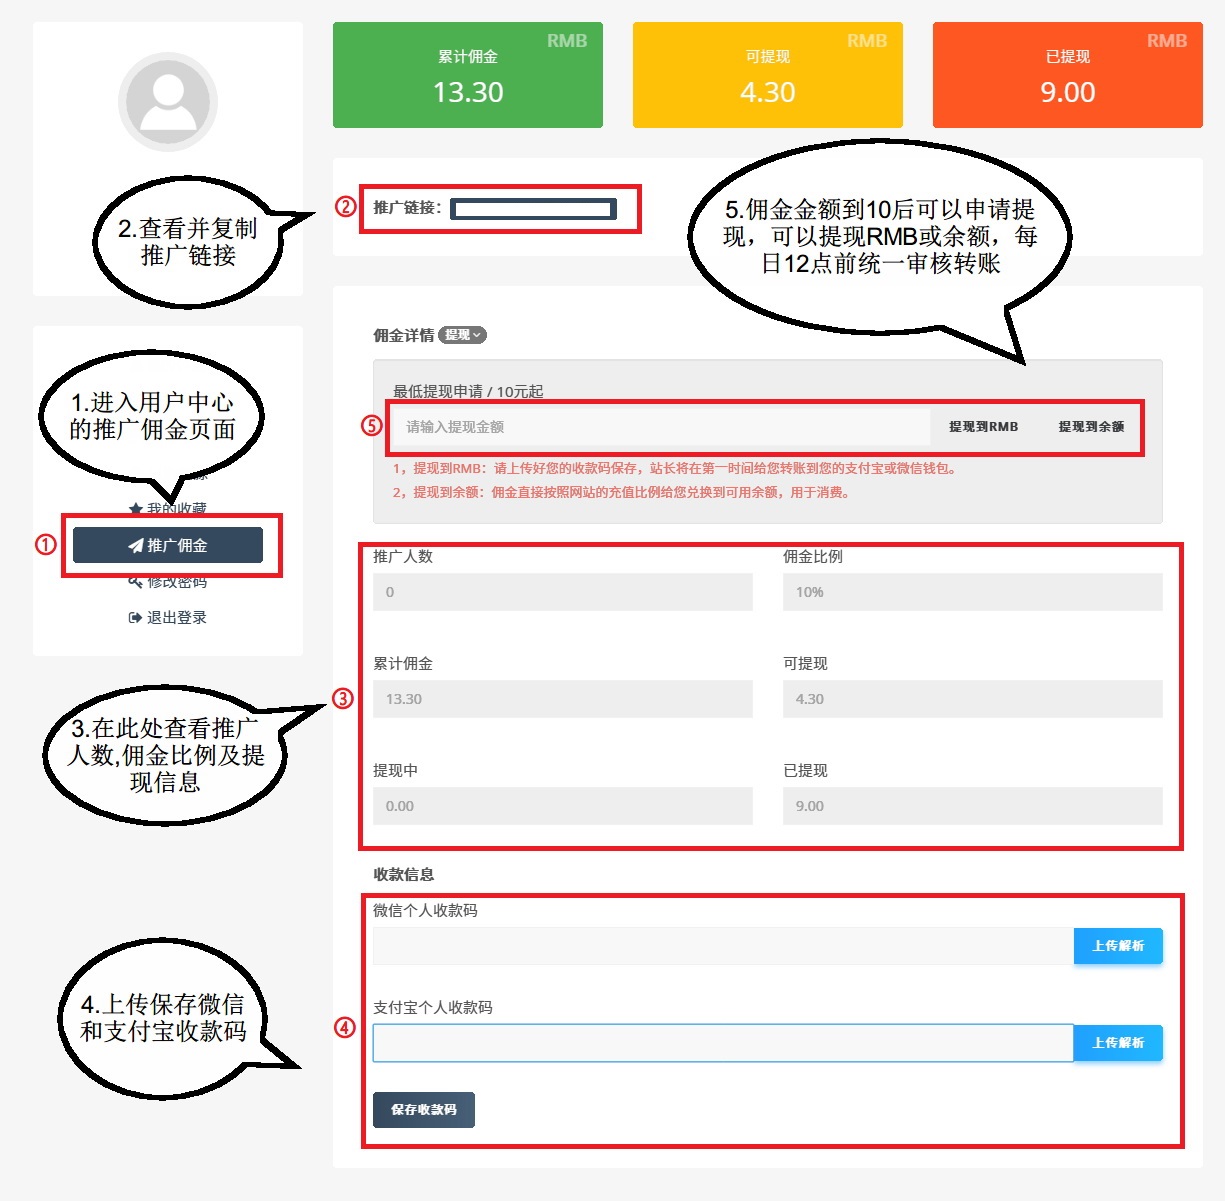 RMB
累计佣金
13.30
RMB
可提现
4.30
RMB
已提现
9.00
2.查看并复制
推广链接
②
推广链接：
5.佣金金额到10后可以申请提
现，可以提现RMB或余额，每
日12点前统一审核转账
1.进入用户中心
的推广佣金页面
我的收藏
①
推广佣金
修改密码
退出登录
佣金详情 提现
最低提现申请 / 10元起
⑤
请输入提现金额
提现到RMB
提现到余额
1，提现到RMB：请上传好您的收款码保存，站长将在第一时间给您转账到您的支付宝或微信钱包。
2，提现到余额：佣金直接按照网站的充值比例给您兑换到可用余额，用于消费。
3.在此处查看推广
人数,佣金比例及提
现信息
③
推广人数
0
佣金比例
10%
累计佣金
13.30
可提现
4.30
提现中
0.00
已提现
9.00
收款信息
4.上传保存微信
和支付宝收款码
④
微信个人收款码
上传解析
支付宝个人收款码
上传解析
保存收款码